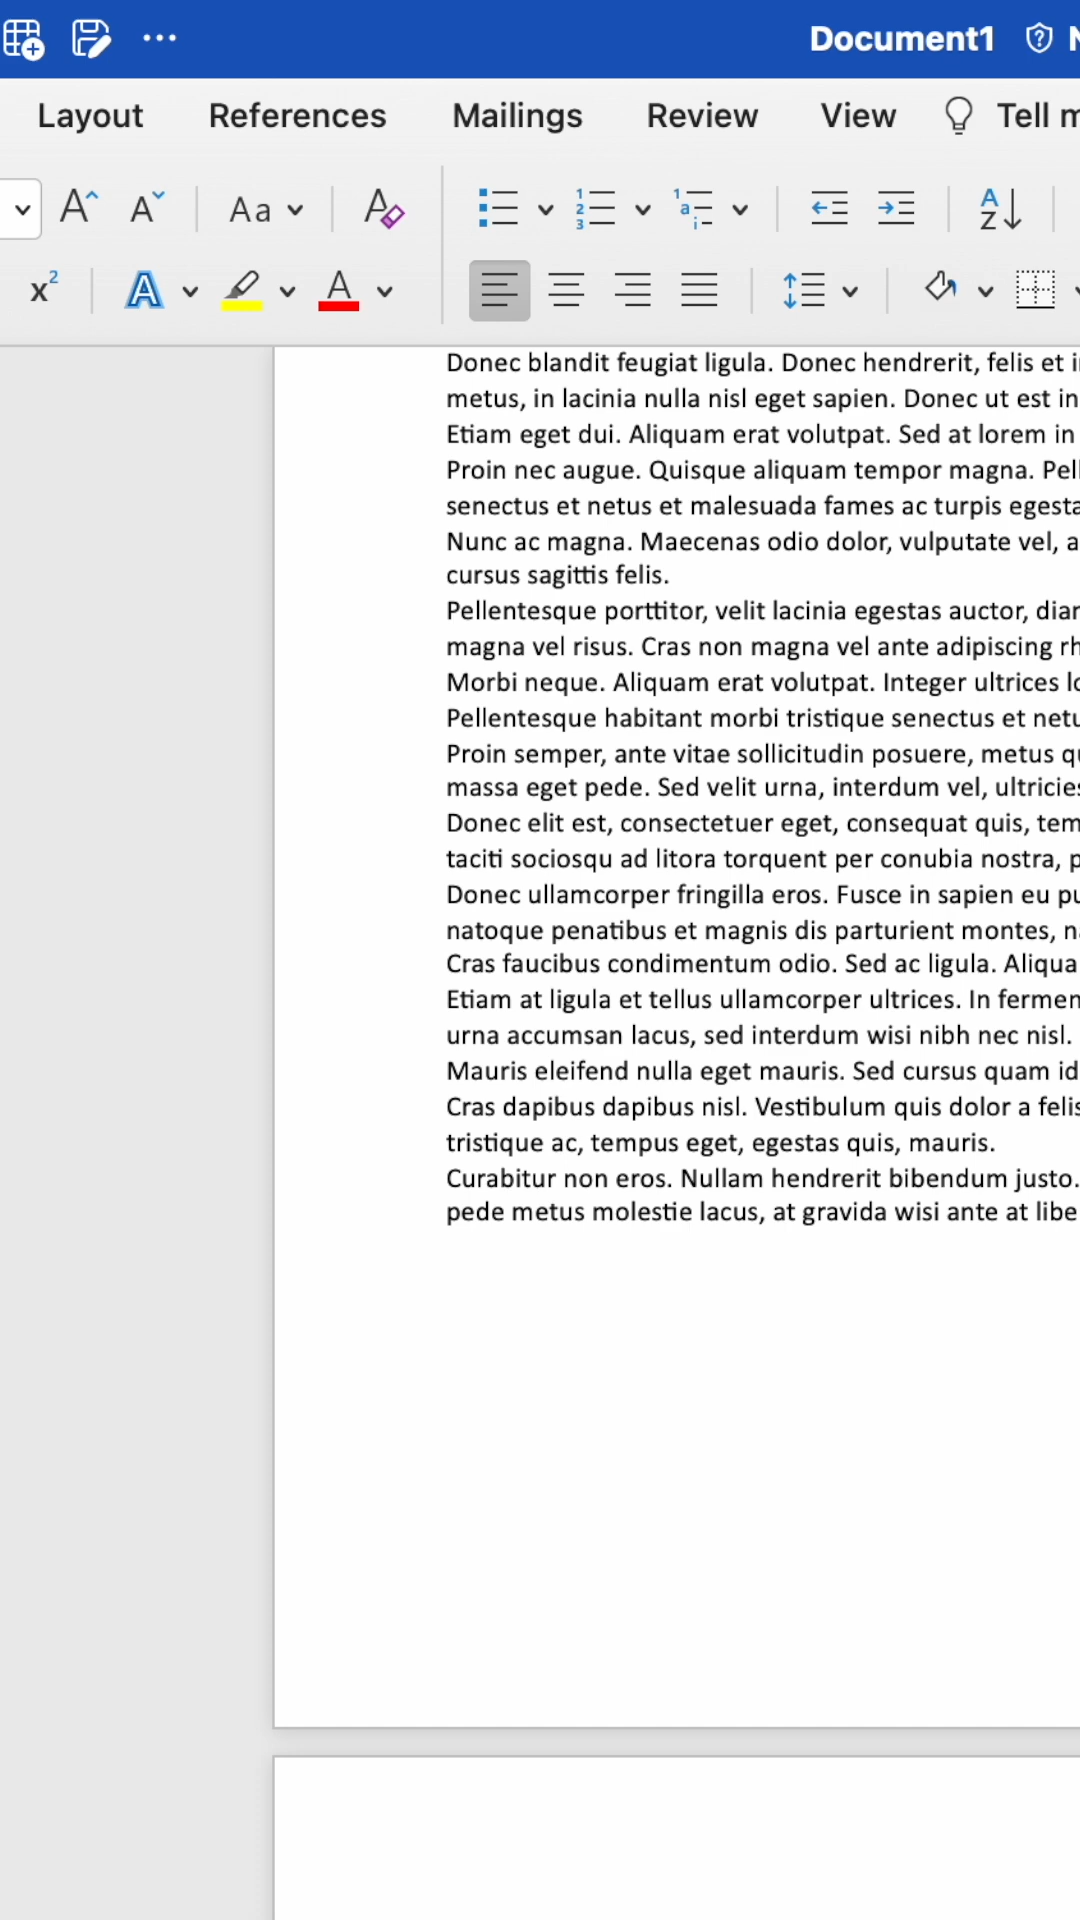 Document1
Layout References Mailings Review View Tell
Aa
Donec blandit feugiat ligula. Donec hendrerit, felis et
metus, in lacinia nulla nisl eget sapien. Donec ut est in
Etiam eget dui. Aliquam erat volutpat. Sed at lorem in
Proin nec augue. Quisque aliquam tempor magna.
senectus et netus et malesuada fames ac turpis
Nunc ac magna. Maecenas odio dolor, vulputate vel,
cursus sagittis felis.
Pellentesque porttitor, velit lacinia egestas auctor,
magna vel risus. Cras non magna vel ante adipiscing
Morbi neque. Aliquam erat volutpat. Integer ultrices
Pellentesque habitant morbi tristique senectus et
Proin semper, ante vitae sollicitudin posuere, metus
massa eget pede. Sed velit urna, interdum vel,
Donec elit est, consectetuer eget, consequat quis,
taciti sociosqu ad litora torquent per conubia nostra,
Donec ullamcorper fringilla eros. Fusce in sapien eu
natoque penatibus et magnis dis parturient montes,
Cras faucibus condimentum odio. Sed ac ligula.
Etiam at ligula et tellus ullamcorper ultrices. In
urna accumsan lacus, sed interdum wisi nibh nec nisl.
Mauris eleifend nulla eget mauris. Sed cursus quam id
Cras dapibus dapibus nisl. Vestibulum quis dolor a
tristique ac, tempus eget, egestas quis, mauris.
Curabitur non eros. Nullam hendrerit bibendum justo.
pede metus molestie lacus, at gravida wisi ante at